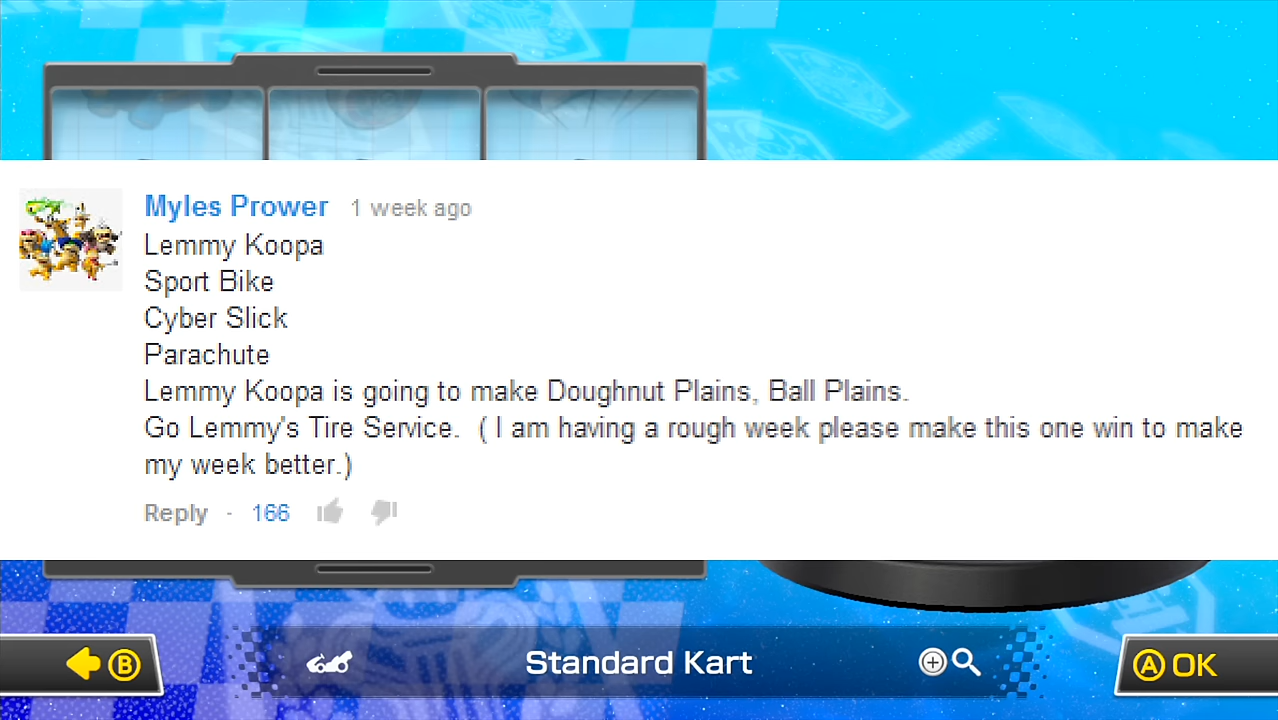 Myles Prower 1 week ago
Lemmy Koopa
Sport Bike
Cyber Slick
Parachute
Lemmy Koopa is going to make Doughnut Plains, Ball Plains.
Go Lemmy's Tire Service. ( I am having a rough week please make this one win to make
my week better.)
Reply - 166
B Standard Kart A OK